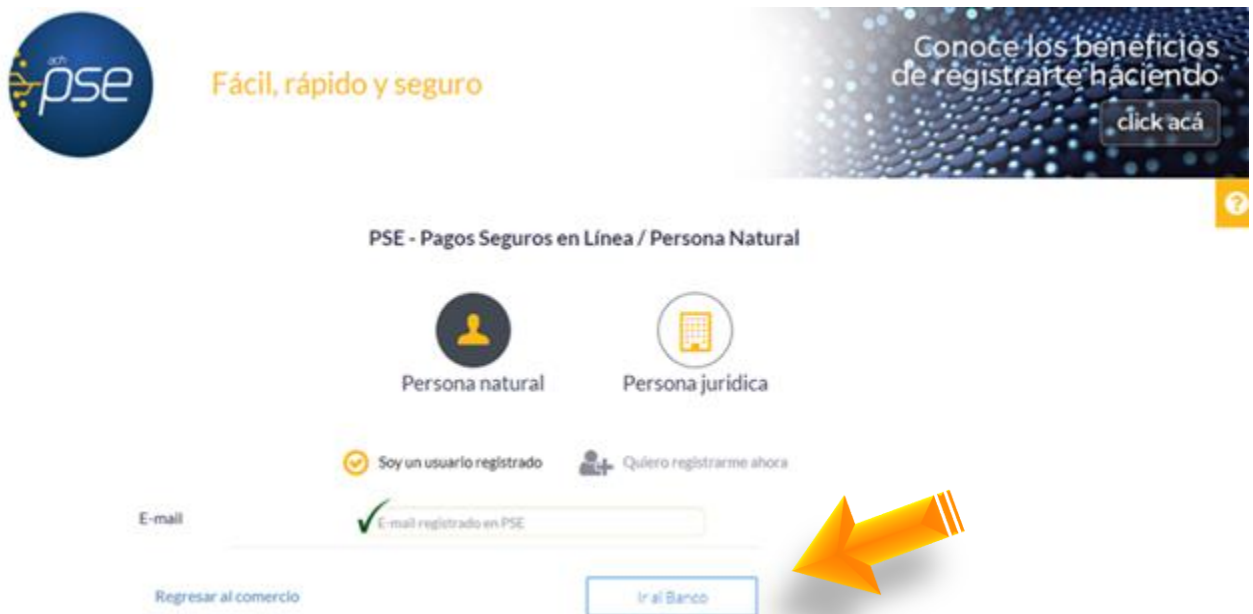 ach
pse
Fácil, rápido y seguro
Conoce los beneficios
de registrarte haciendo
click acá
?
PSE - Pagos Seguros en Línea / Persona Natural
Persona natural
Persona juridica
Soy un usuario registrado
Quiero registrarme ahora
E-mail
E-mail registrado en PSE
Regresar al comercio
Ir al Banco